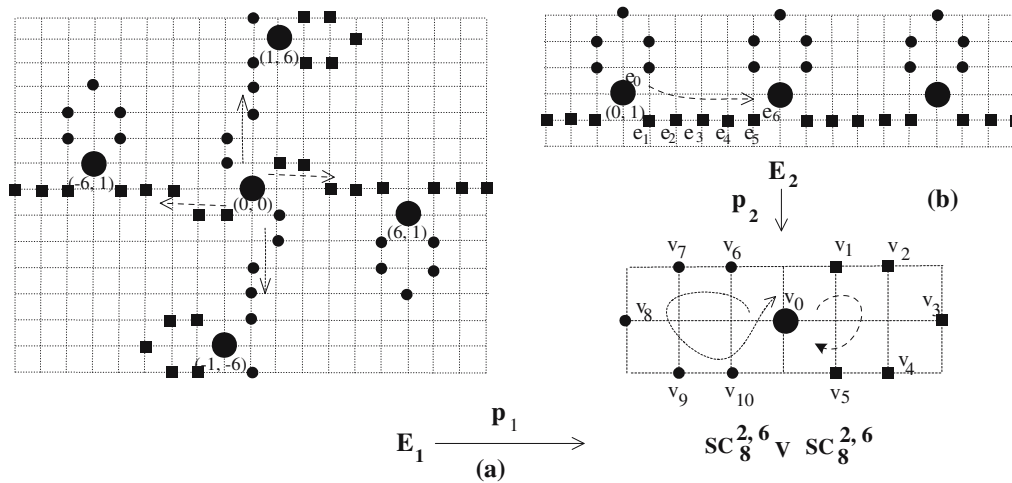 (1, 6)
(-6, 1)
(0, 0)
(6, 1)
(-1, -6)
e0
(0, 1)
e6
e1 e2 e3 e4 e5
E2
(b)
p2
v7 v6 v1 v2
v8 v0 v3
v9 v10 v5 v4
p1
E1
SC8^2, 6 V SC8^2, 6
(a)